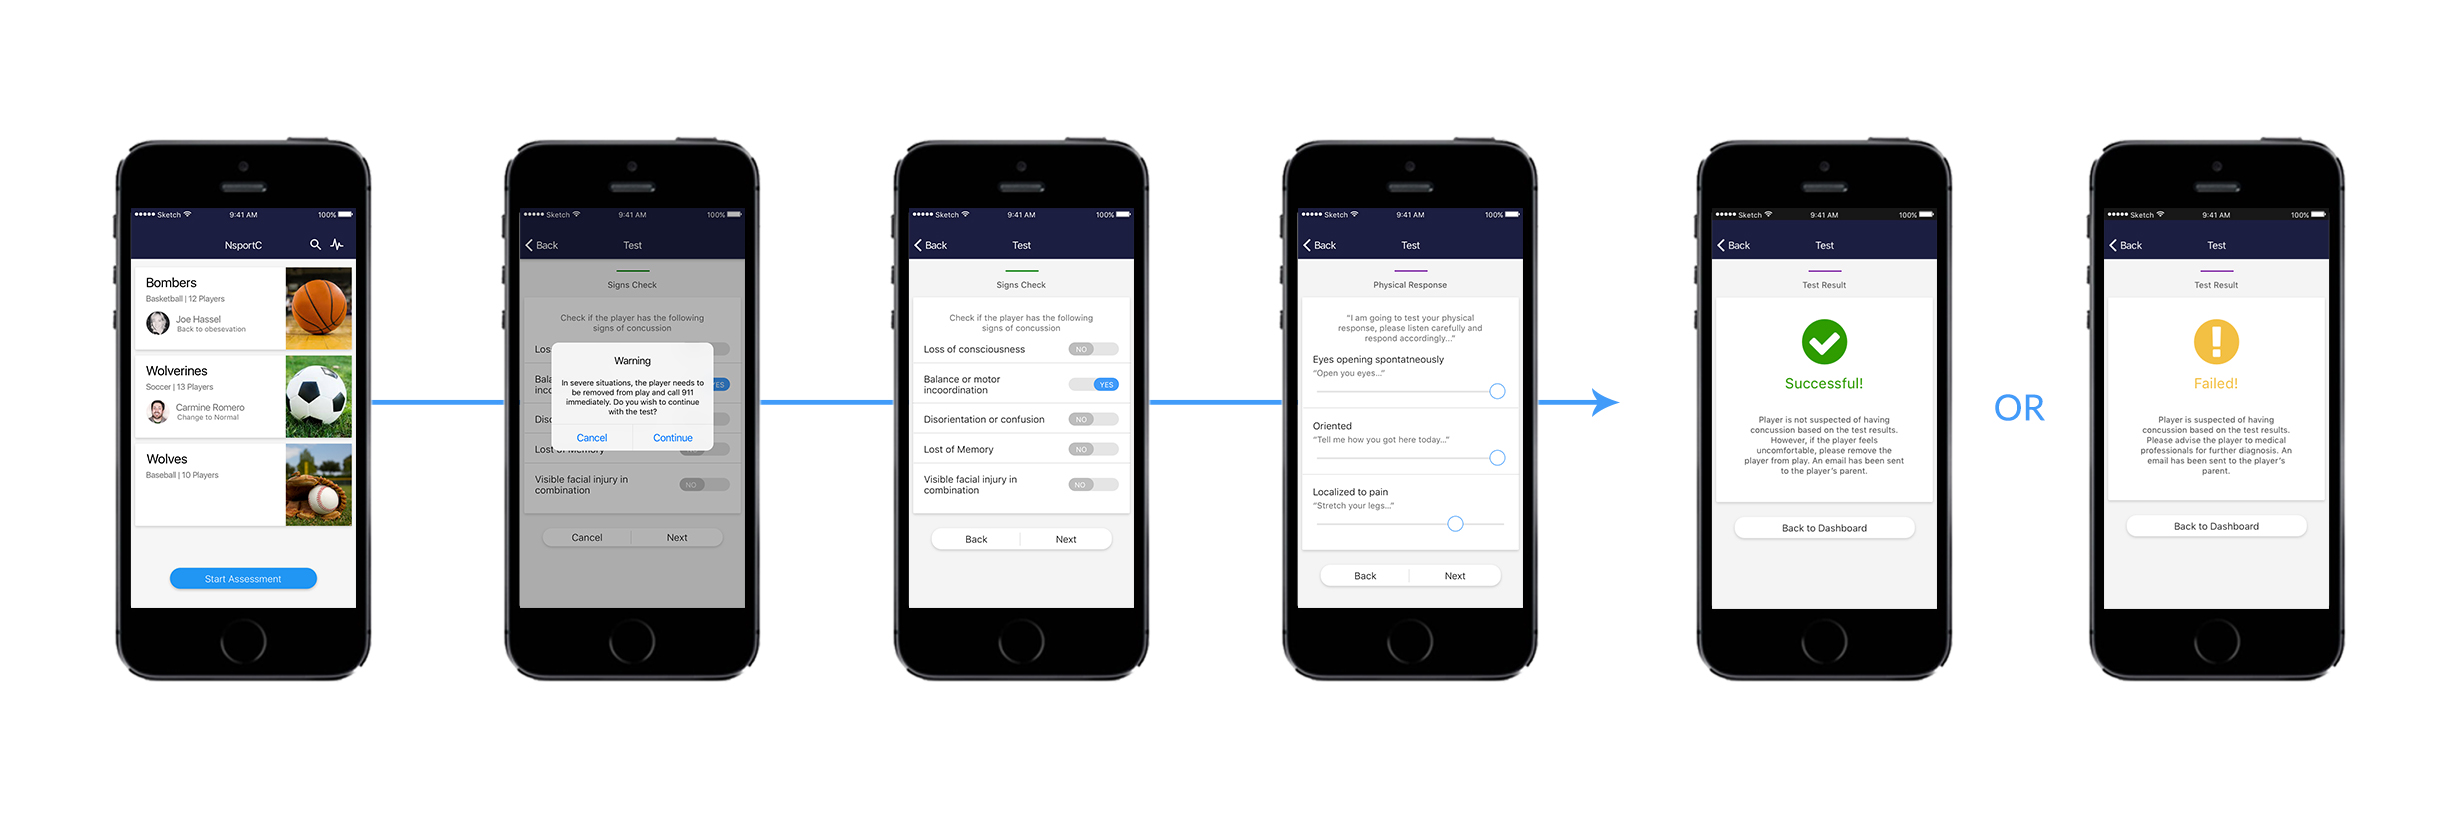 Sketch 9:41 AM 100%
NsportC
Bombers
Basketball | 12 Players
Joe Hassel
Back to obesevation
Wolverines
Soccer | 13 Players
Carmine Romero
Change to Normal
Wolves
Baseball | 10 Players
Start Assessment
Sketch 9:41 AM 100%
Back Test
Signs Check
Check if the player has the following
signs of concussion
Los
Bala
incoo
YES
Diso
Lost of Memory
Visible facial injury in
combination
NO
Warning
In severe situations, the player needs to
be removed from play and call 911
immediately. Do you wish to continue
with the test?
Cancel Continue
Cancel Next
Sketch 9:41 AM 100%
Back Test
Signs Check
Check if the player has the following
signs of concussion
Loss of consciousness NO
Balance or motor
incoordination YES
Disorientation or confusion NO
Lost of Memory NO
Visible facial injury in
combination NO
Back Next
Sketch 9:41 AM 100%
Back Test
Physical Response
“I am going to test your physical
response, please listen carefully and
respond accordingly...”
Eyes opening spontatneously
“Open you eyes...”
Oriented
“Tell me how you got here today...”
Localized to pain
“Stretch your legs...”
Back Next
Sketch 9:41 AM 100%
Back Test
Test Result
Successful!
Player is not suspected of having
concussion based on the test results.
However, if the player feels
uncomfortable, please remove the
player from play. An email has been sent
to the player’s parent.
Back to Dashboard
OR
Sketch 9:41 AM 100%
Back Test
Test Result
Failed!
Player is suspected of having
concussion based on the test results.
Please advise the player to medical
professionals for further diagnosis. An
email has been sent to the player’s
parent.
Back to Dashboard